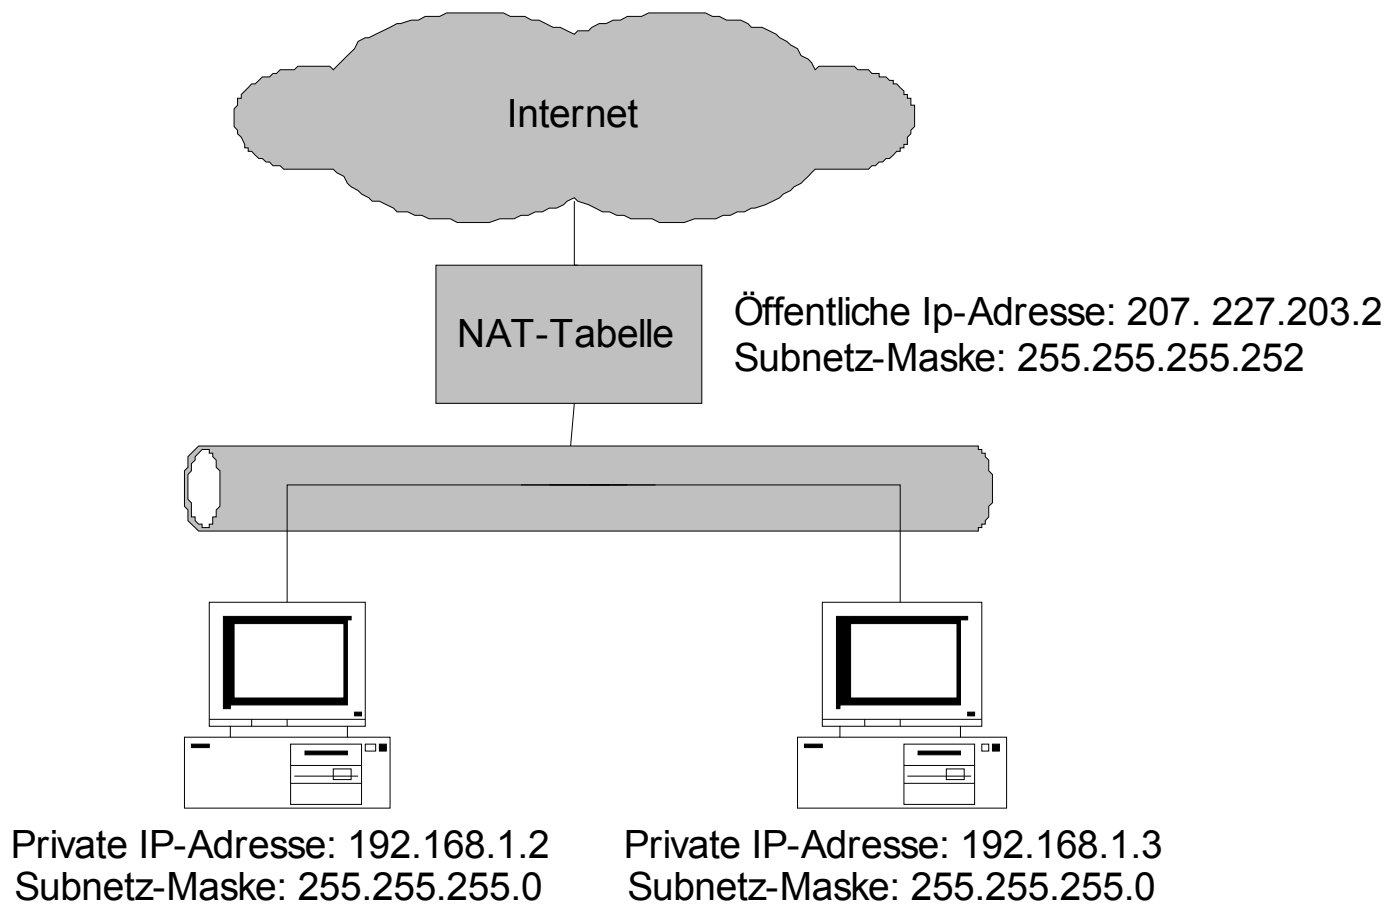 Internet
NAT-Tabelle
Öffentliche Ip-Adresse: 207. 227.203.2
Subnetz-Maske: 255.255.255.252
Private IP-Adresse: 192.168.1.2
Subnetz-Maske: 255.255.255.0
Private IP-Adresse: 192.168.1.3
Subnetz-Maske: 255.255.255.0